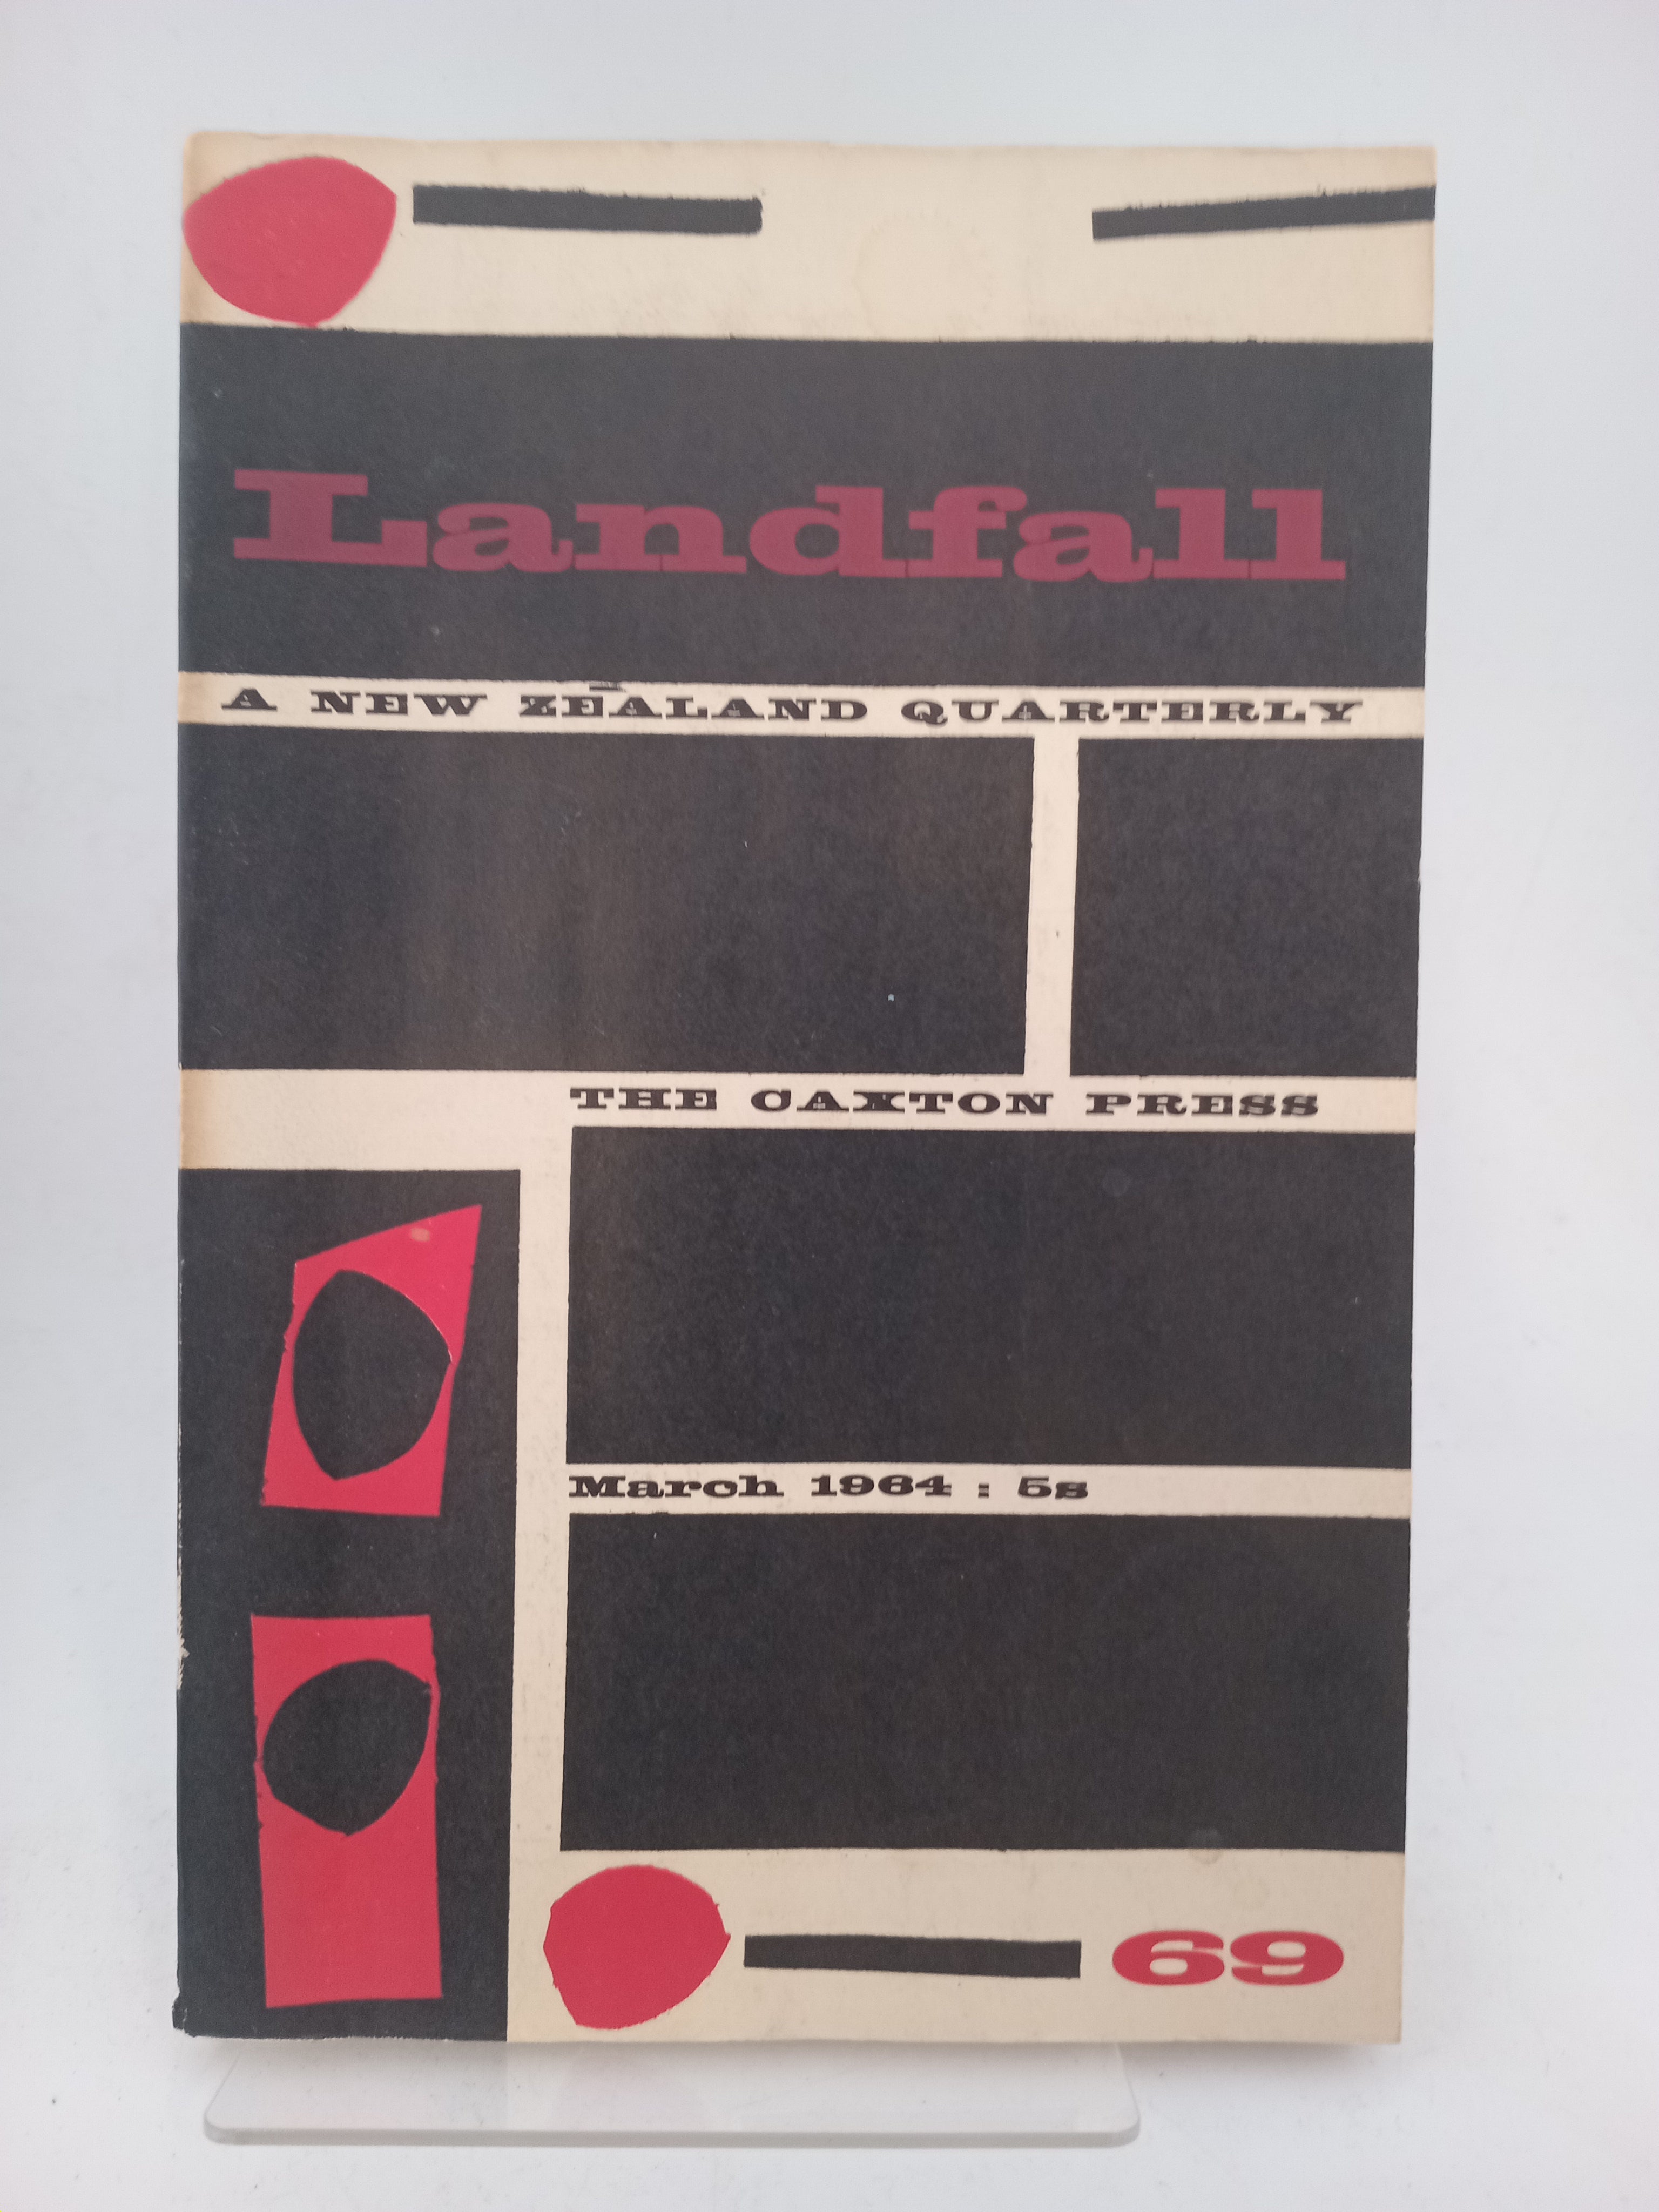 Landfall
A NEW ZEALAND QUARTERLY
THE CAXTON PRESS
March 1964 : 5s
69